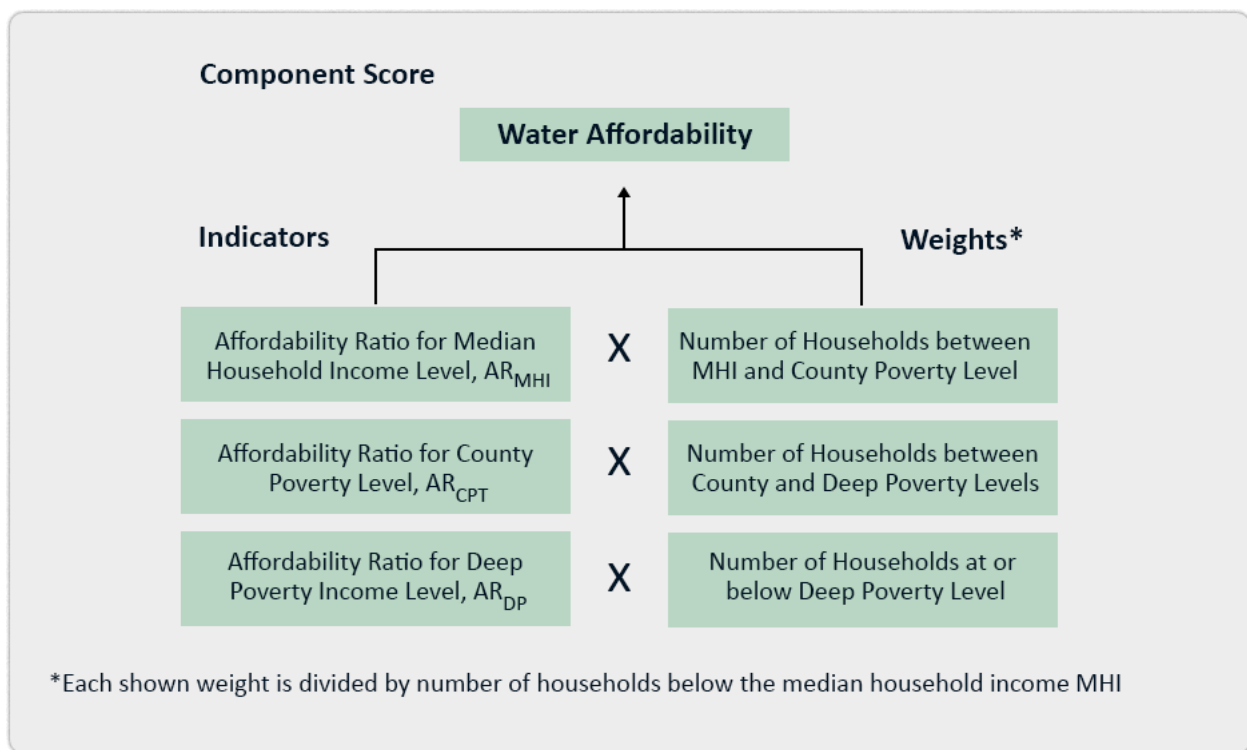 Component Score
Water Affordability
Indicators
Weights*
Affordability Ratio for Median
Household Income Level, AR_MHI
X
Number of Households between
MHI and County Poverty Level
Affordability Ratio for County
Poverty Level, AR_CPT
X
Number of Households between
County and Deep Poverty Levels
Affordability Ratio for Deep
Poverty Income Level, AR_DP
X
Number of Households at or
below Deep Poverty Level
*Each shown weight is divided by number of households below the median household income MHI